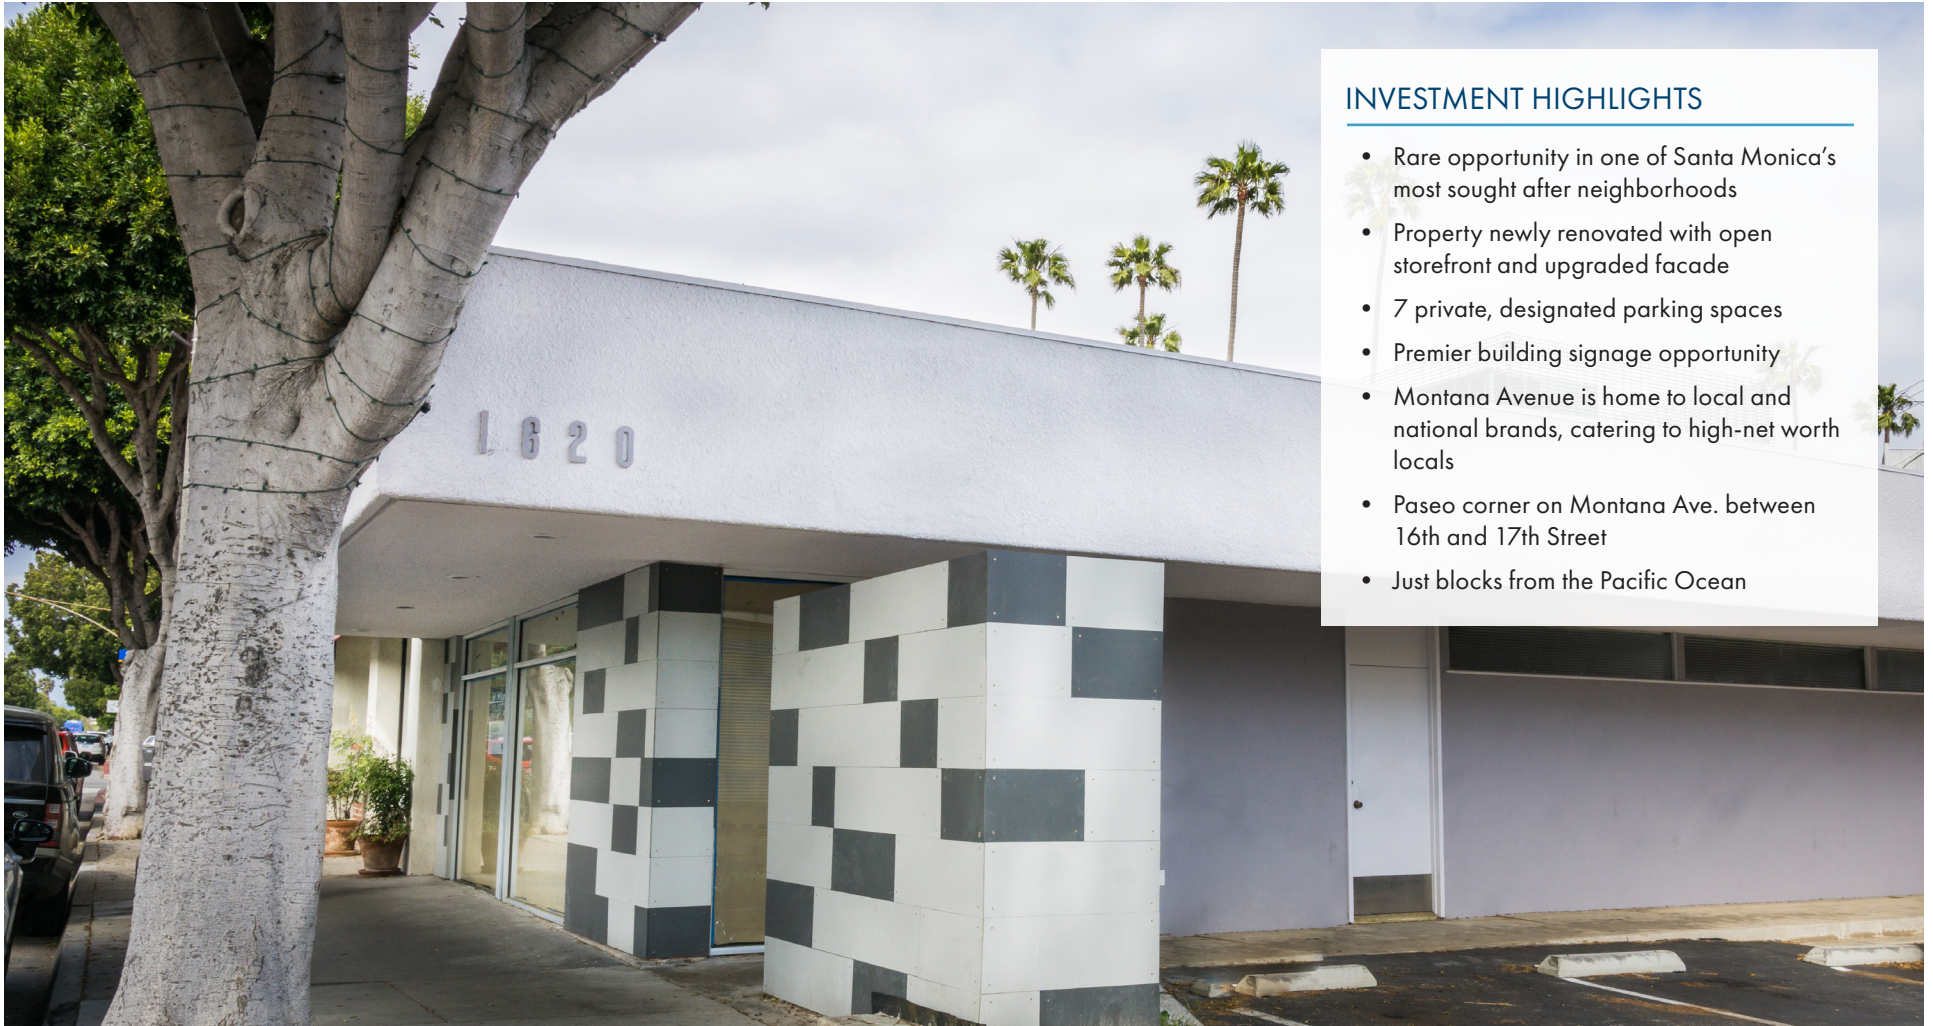 INVESTMENT HIGHLIGHTS
• Rare opportunity in one of Santa Monica’s
most sought after neighborhoods
• Property newly renovated with open
storefront and upgraded facade
• 7 private, designated parking spaces
• Premier building signage opportunity
• Montana Avenue is home to local and
national brands, catering to high-net worth
locals
• Paseo corner on Montana Ave. between
16th and 17th Street
• Just blocks from the Pacific Ocean
1620